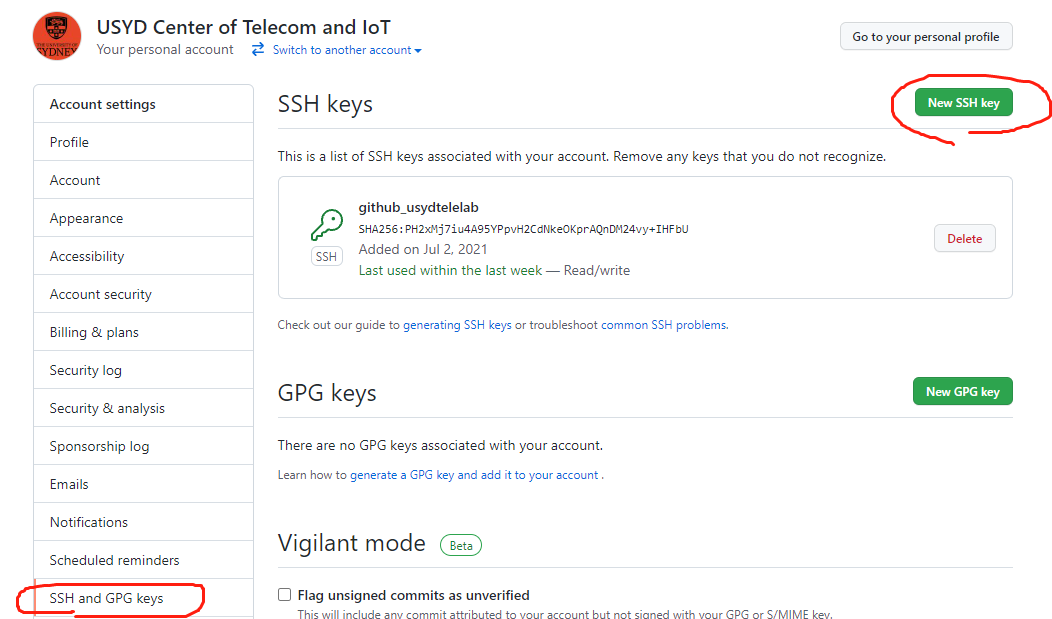 USYD Center of Telecom and IoT
Your personal account Switch to another account
Go to your personal profile
Account settings
Profile
Account
Appearance
Accessibility
Account security
Billing & plans
Security log
Security & analysis
Sponsorship log
Emails
Notifications
Scheduled reminders
SSH and GPG keys
SSH keys
New SSH key
This is a list of SSH keys associated with your account. Remove any keys that you do not recognize.
github_usydtelelab
SHA256:PH2xMj7iu4A95YPpvH2CdNkeOKprAQnDM24vy+IHFbU
SSH
Added on Jul 2, 2021
Last used within the last week — Read/write
Delete
Check out our guide to generating SSH keys or troubleshoot common SSH problems.
GPG keys
New GPG key
There are no GPG keys associated with your account.
Learn how to generate a GPG key and add it to your account .
Vigilant mode Beta
Flag unsigned commits as unverified
This will include any commit attributed to your account but not signed with your GPG or S/MIME key.